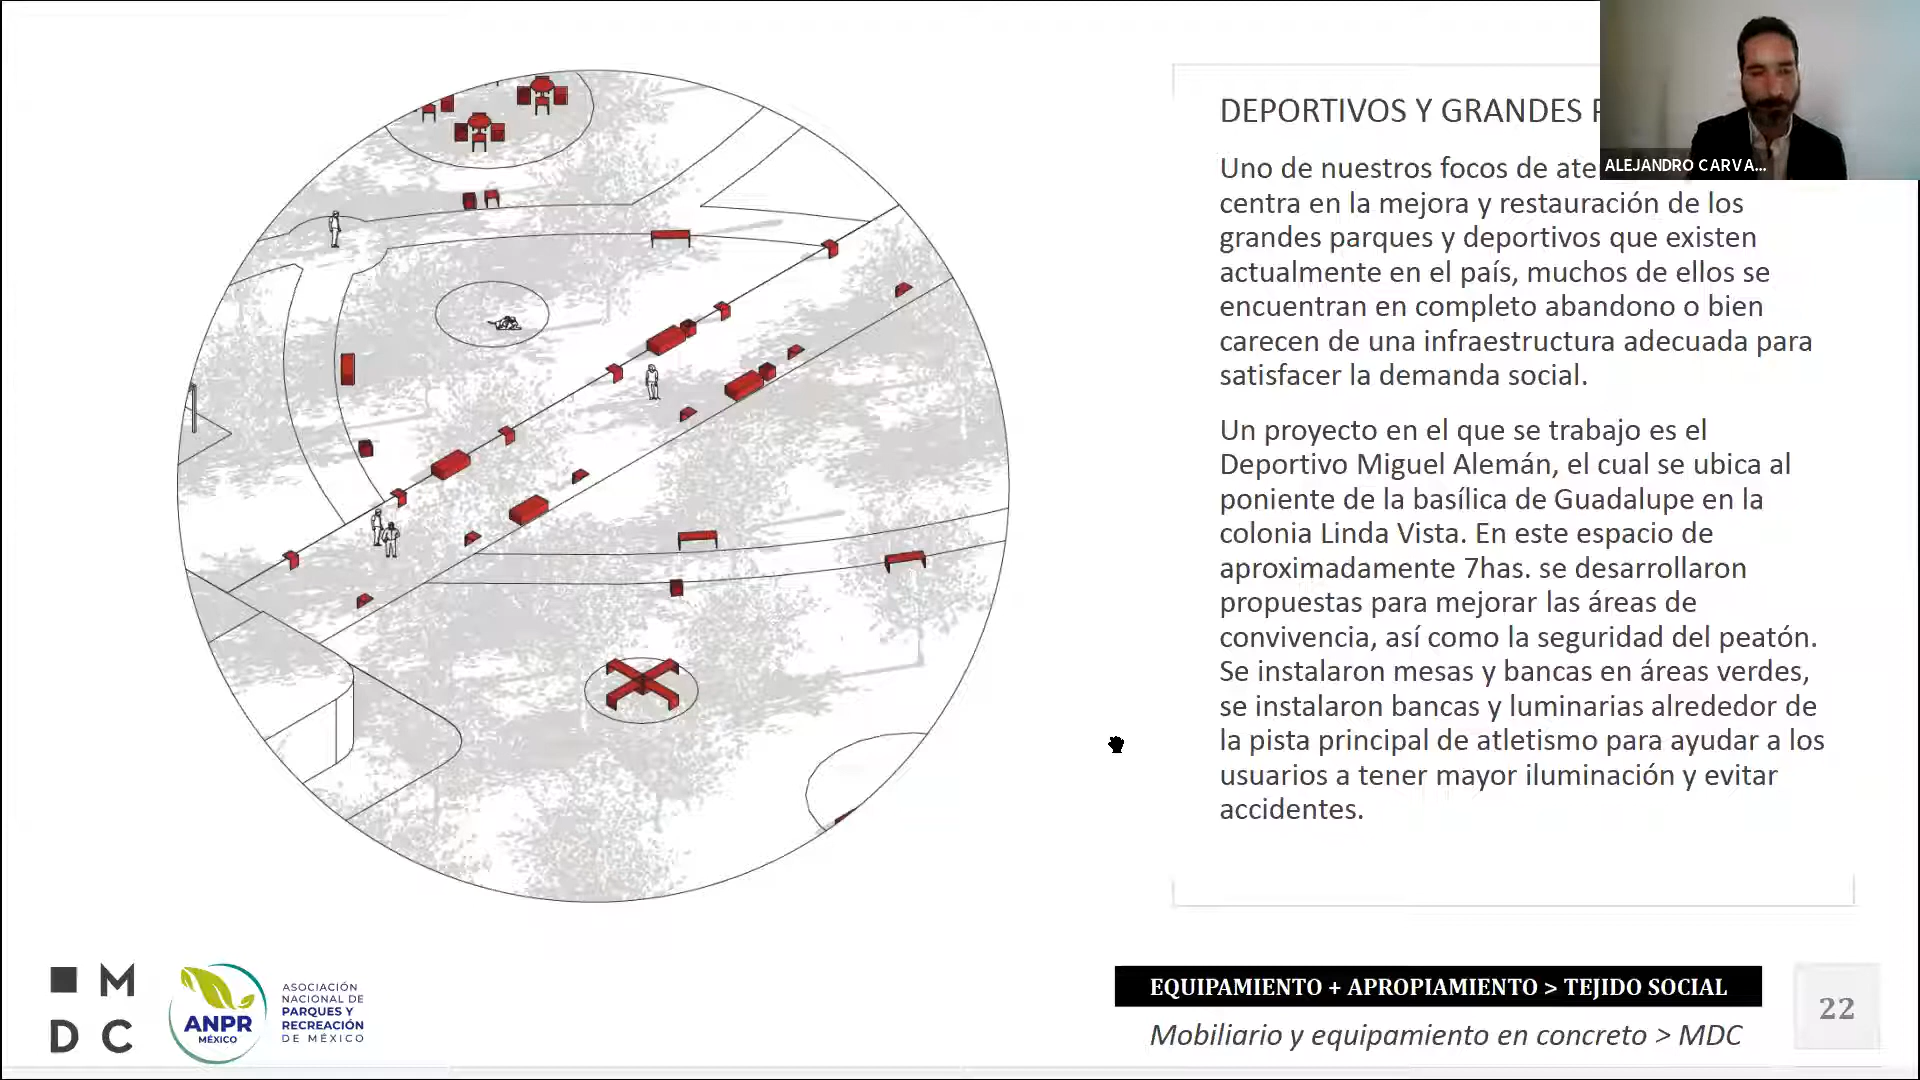 DEPORTIVOS Y GRANDES
Uno de nuestros focos de
centra en la mejora y restauración de los
grandes parques y deportivos que existen
actualmente en el país, muchos de ellos se
encuentran en completo abandono o bien
carecen de una infraestructura adecuada para
satisfacer la demanda social.
Un proyecto en el que se trabajo es el
Deportivo Miguel Alemán, el cual se ubica al
poniente de la basílica de Guadalupe en la
colonia Linda Vista. En este espacio de
aproximadamente 7has. se desarrollaron
propuestas para mejorar las áreas de
convivencia, así como la seguridad del peatón.
Se instalaron mesas y bancas en áreas verdes,
se instalaron bancas y luminarias alrededor de
la pista principal de atletismo para ayudar a los
usuarios a tener mayor iluminación y evitar
accidentes.
ALEJANDRO CARVA...
M
D C
ANPR
MÉXICO
ASOCIACIÓN
NACIONAL DE
PARQUES Y
RECREACIÓN
DE MÉXICO
EQUIPAMIENTO + APROPIAMIENTO > TEJIDO SOCIAL
Mobiliario y equipamiento en concreto > MDC
22